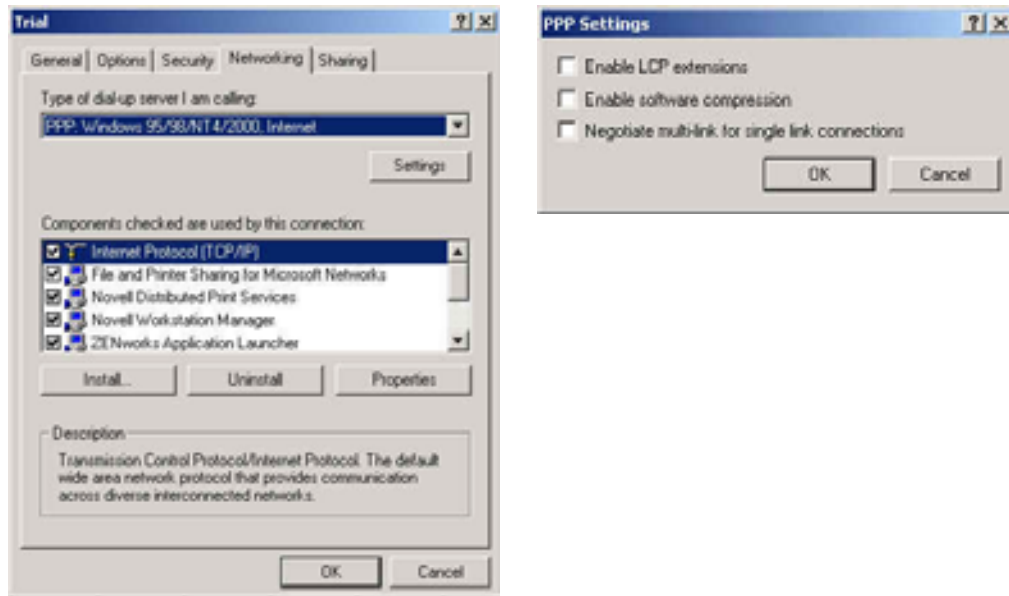 Trial
General Options Security Networking Sharing
Type of dial-up server I am calling:
PPP: Windows 95/98/NT4/2000, Internet
Settings
Components checked are used by this connection:
Internet Protocol (TCP/IP)
File and Printer Sharing for Microsoft Networks
Novell Distributed Print Services
Novell Workstation Manager
ZENworks Application Launcher
Install... Uninstall Properties
Description
Transmission Control Protocol/Internet Protocol. The default
wide area network protocol that provides communication
across diverse interconnected networks.
OK Cancel
PPP Settings
Enable LCP extensions
Enable software compression
Negotiate multi-link for single link connections
OK Cancel